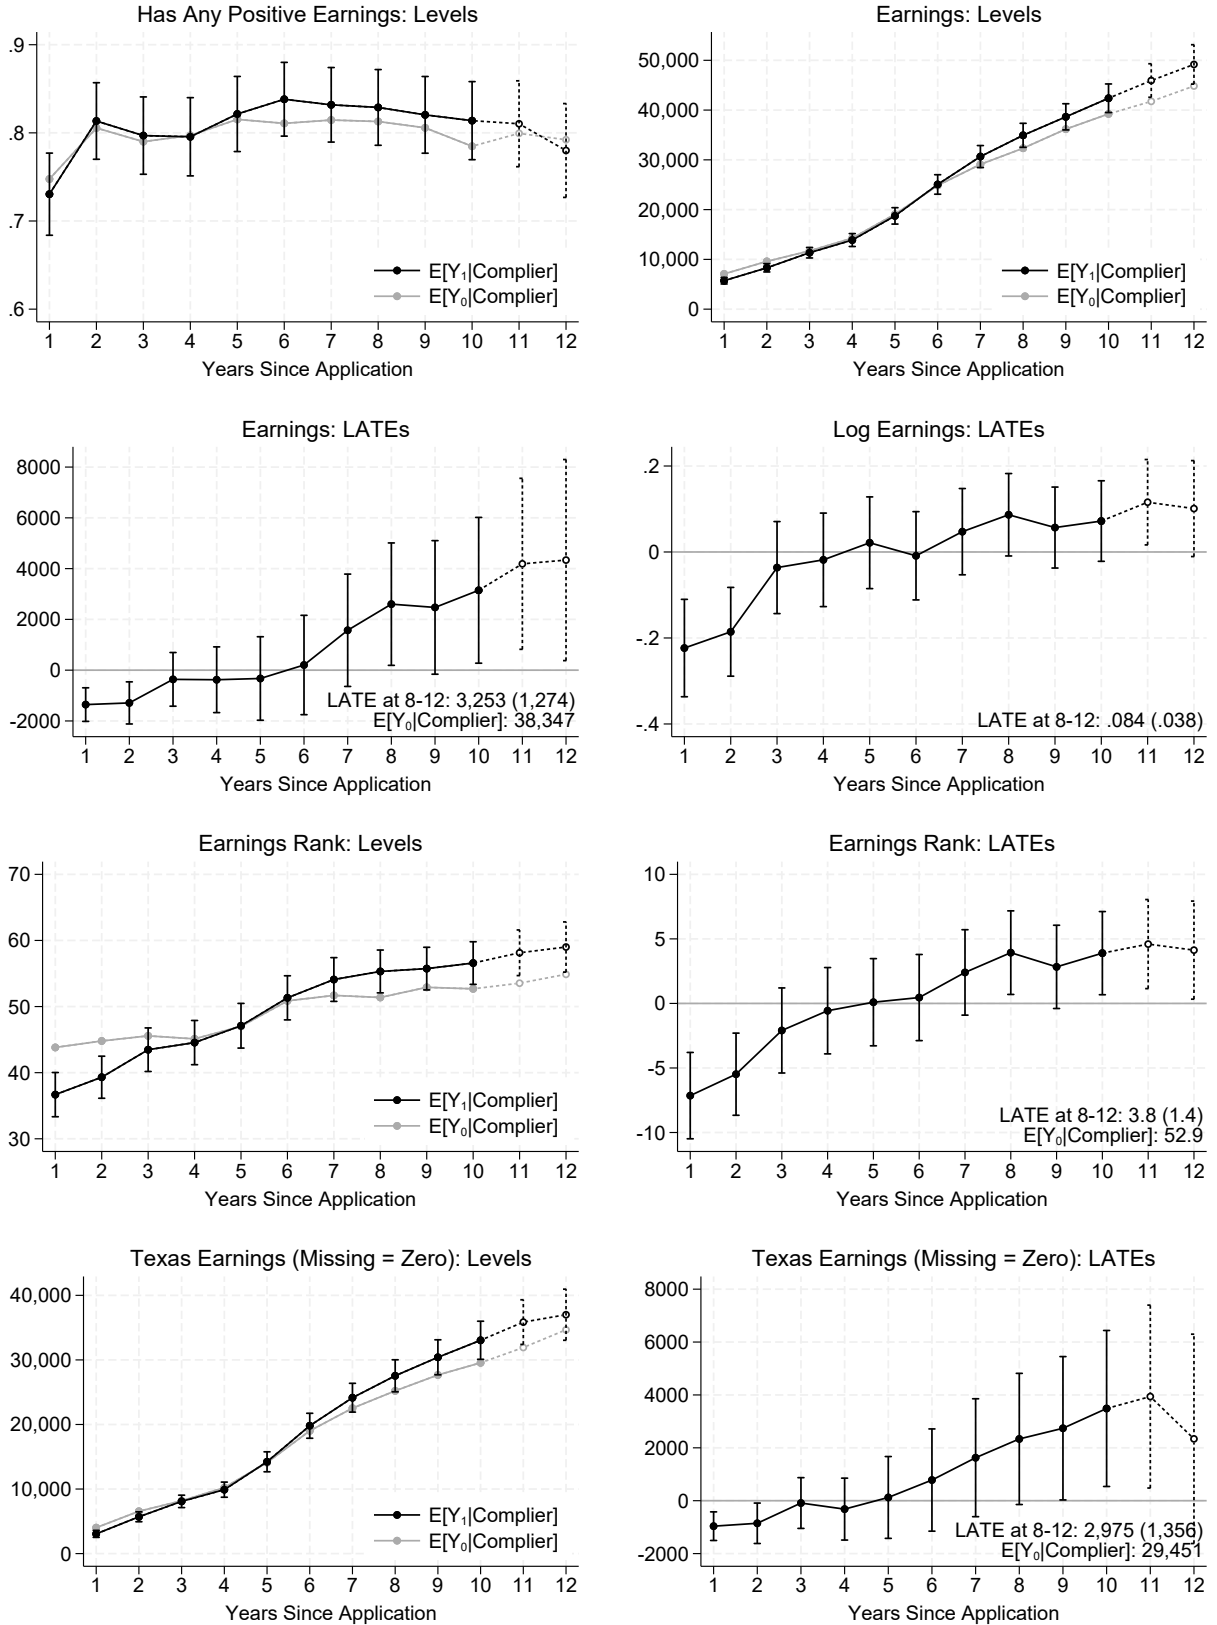 Has Any Positive Earnings: Levels
.9
.8
.7
.6
E[Y₁|Complier]
E[Y₀|Complier]
1 2 3 4 5 6 7 8 9 10 11 12
Years Since Application
Earnings: Levels
50,000
40,000
30,000
20,000
10,000
0
E[Y₁|Complier]
E[Y₀|Complier]
1 2 3 4 5 6 7 8 9 10 11 12
Years Since Application
Earnings: LATEs
8000
6000
4000
2000
0
-2000
LATE at 8-12: 3,253 (1,274)
E[Y₀|Complier]: 38,347
1 2 3 4 5 6 7 8 9 10 11 12
Years Since Application
Log Earnings: LATEs
.2
0
-.2
-.4
LATE at 8-12: .084 (.038)
1 2 3 4 5 6 7 8 9 10 11 12
Years Since Application
Earnings Rank: Levels
70
60
50
40
30
E[Y₁|Complier]
E[Y₀|Complier]
1 2 3 4 5 6 7 8 9 10 11 12
Years Since Application
Earnings Rank: LATEs
10
5
0
-5
-10
LATE at 8-12: 3.8 (1.4)
E[Y₀|Complier]: 52.9
1 2 3 4 5 6 7 8 9 10 11 12
Years Since Application
Texas Earnings (Missing = Zero): Levels
40,000
30,000
20,000
10,000
0
E[Y₁|Complier]
E[Y₀|Complier]
1 2 3 4 5 6 7 8 9 10 11 12
Years Since Application
Texas Earnings (Missing = Zero): LATEs
8000
6000
4000
2000
0
-2000
LATE at 8-12: 2,975 (1,356)
E[Y₀|Complier]: 29,451
1 2 3 4 5 6 7 8 9 10 11 12
Years Since Application